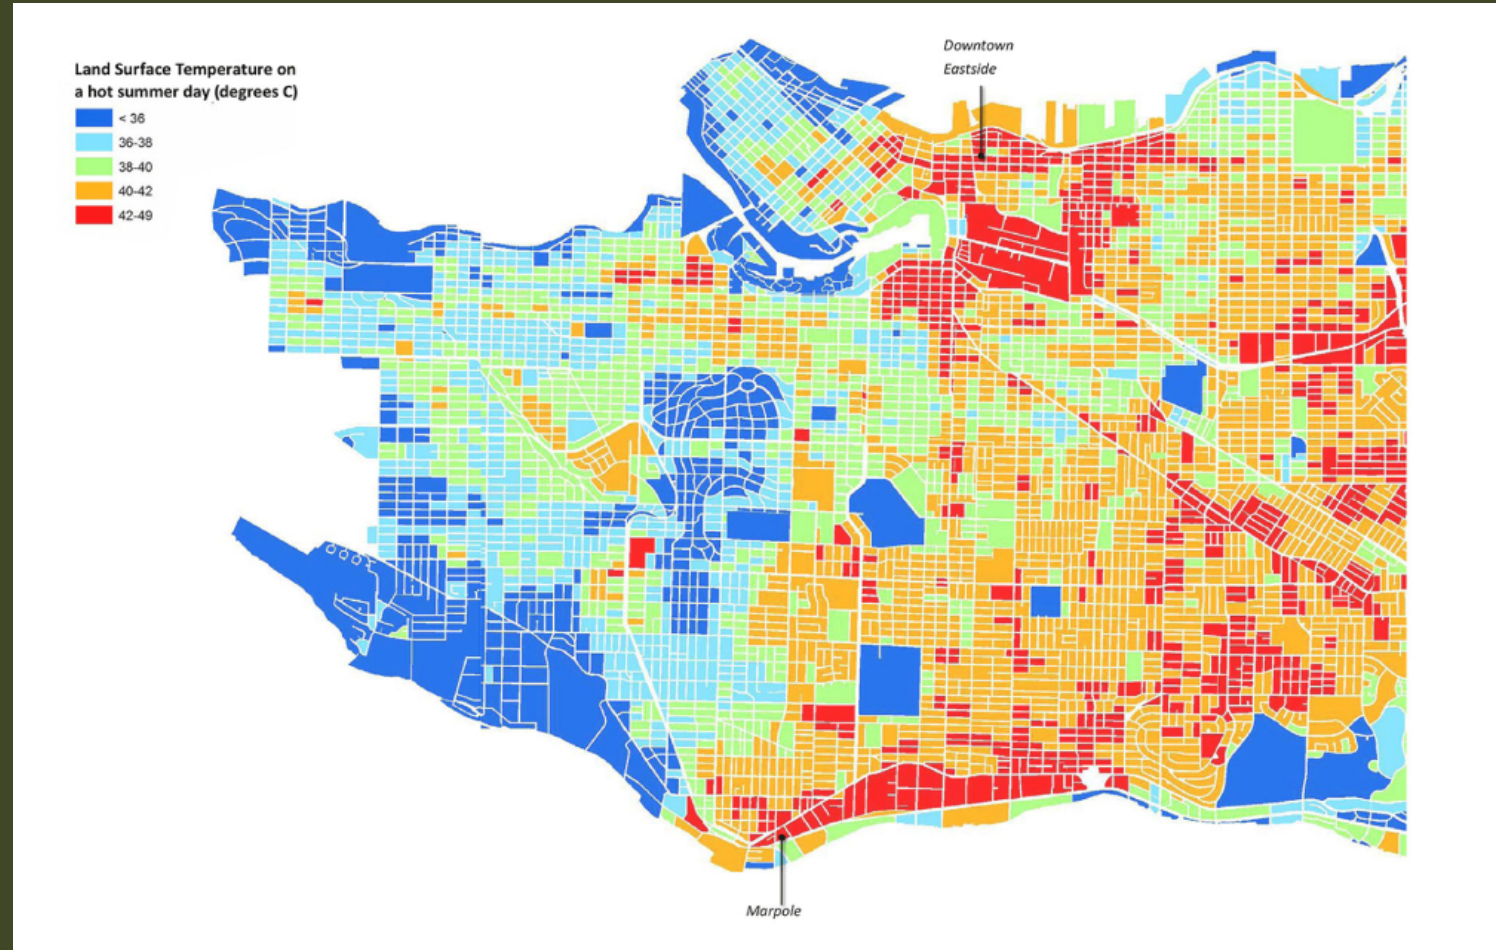 Land Surface Temperature on
a hot summer day (degrees C)
< 36
36-38
38-40
40-42
42-49
Downtown
Eastside
Marpole